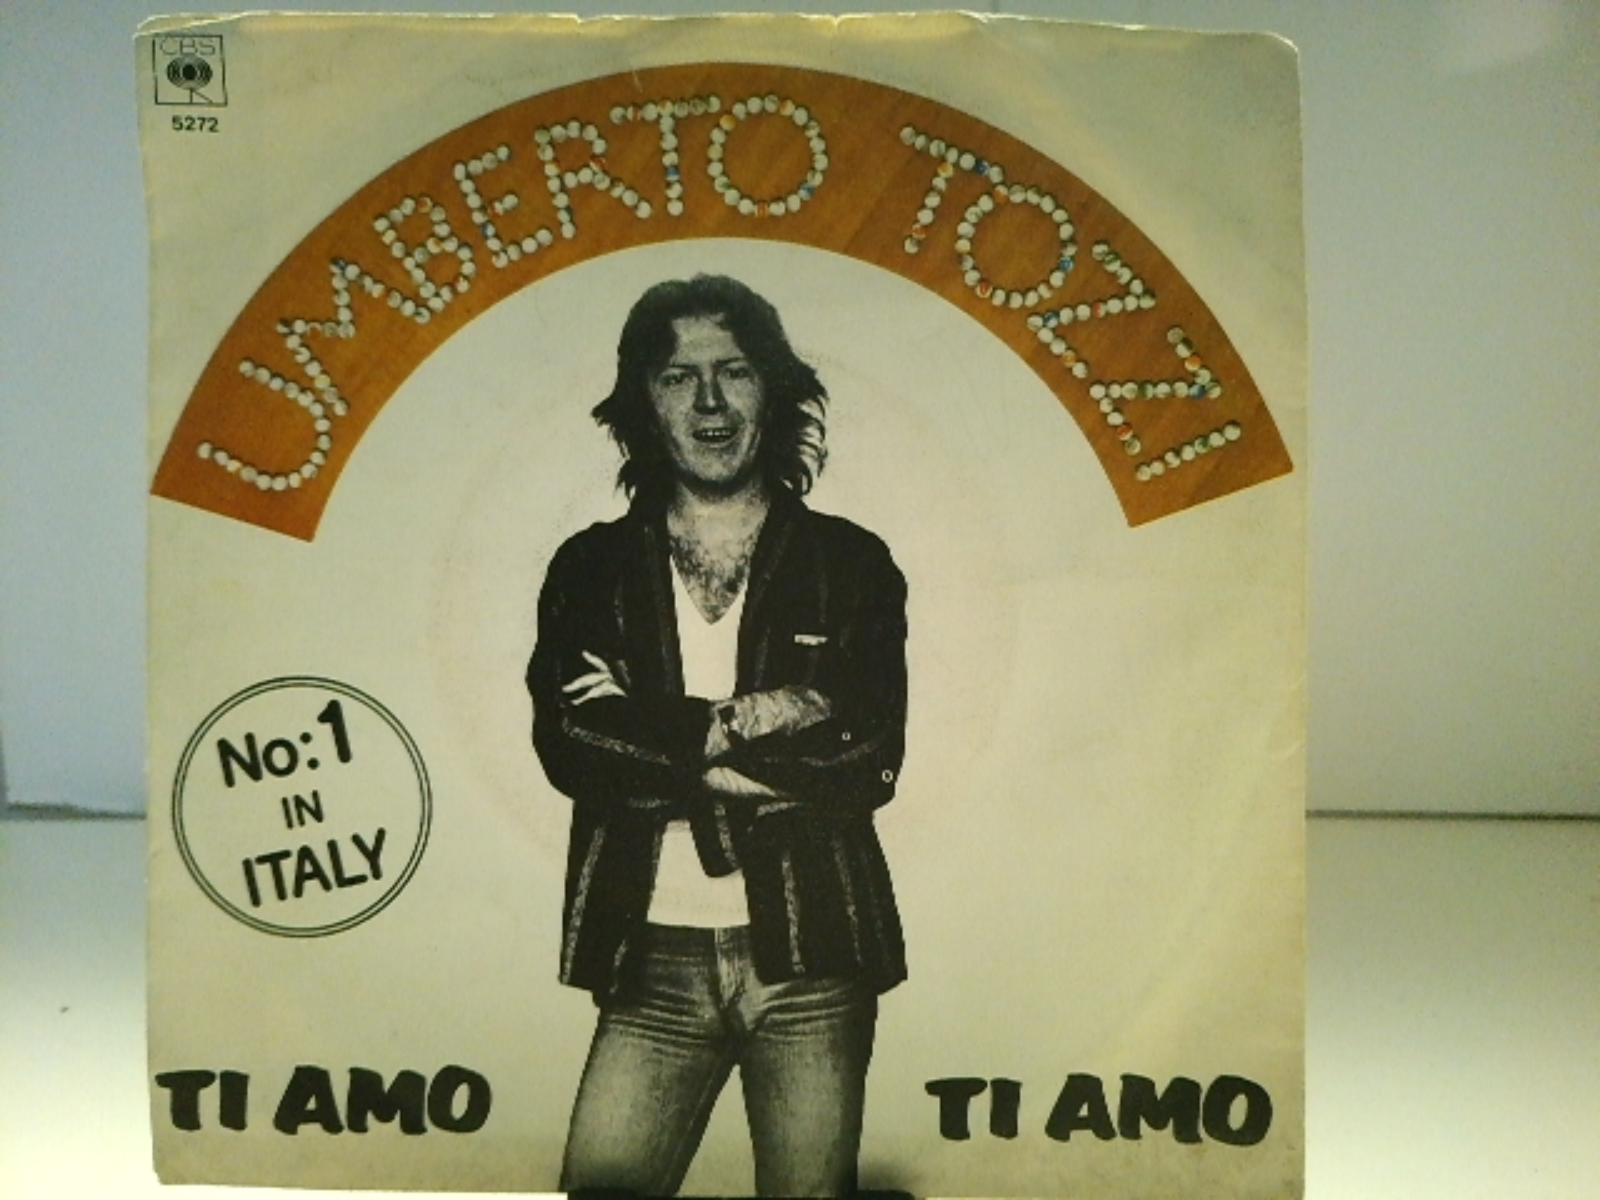 CBS
5272
UMBERTO TOZZI
No:1
IN
ITALY
TI AMO
TI AMO